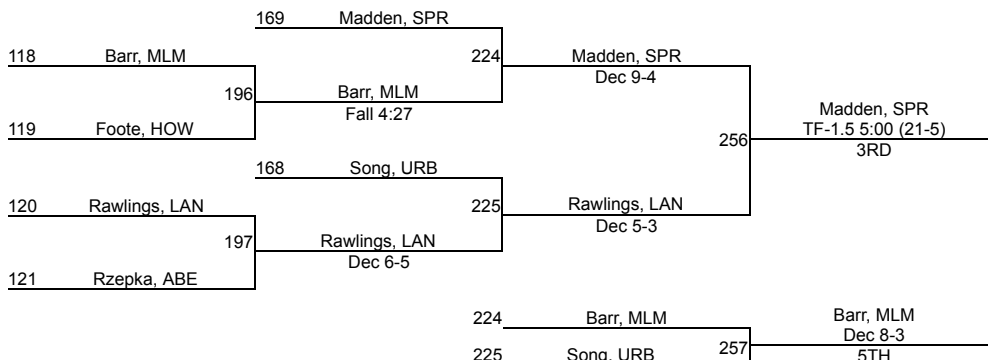 169 Madden, SPR
118 Barr, MLM 224 Madden, SPR
Dec 9-4
196 Barr, MLM
Fall 4:27
Madden, SPR
119 Foote, HOW TF-1.5 5:00 (21-5)
256 3RD
168 Song, URB
120 Rawlings, LAN 225 Rawlings, LAN
Dec 5-3
197 Rawlings, LAN
Dec 6-5
121 Rzepka, ABE
224 Barr, MLM Barr, MLM
Dec 8-3
225 Song, URB 257 5TH